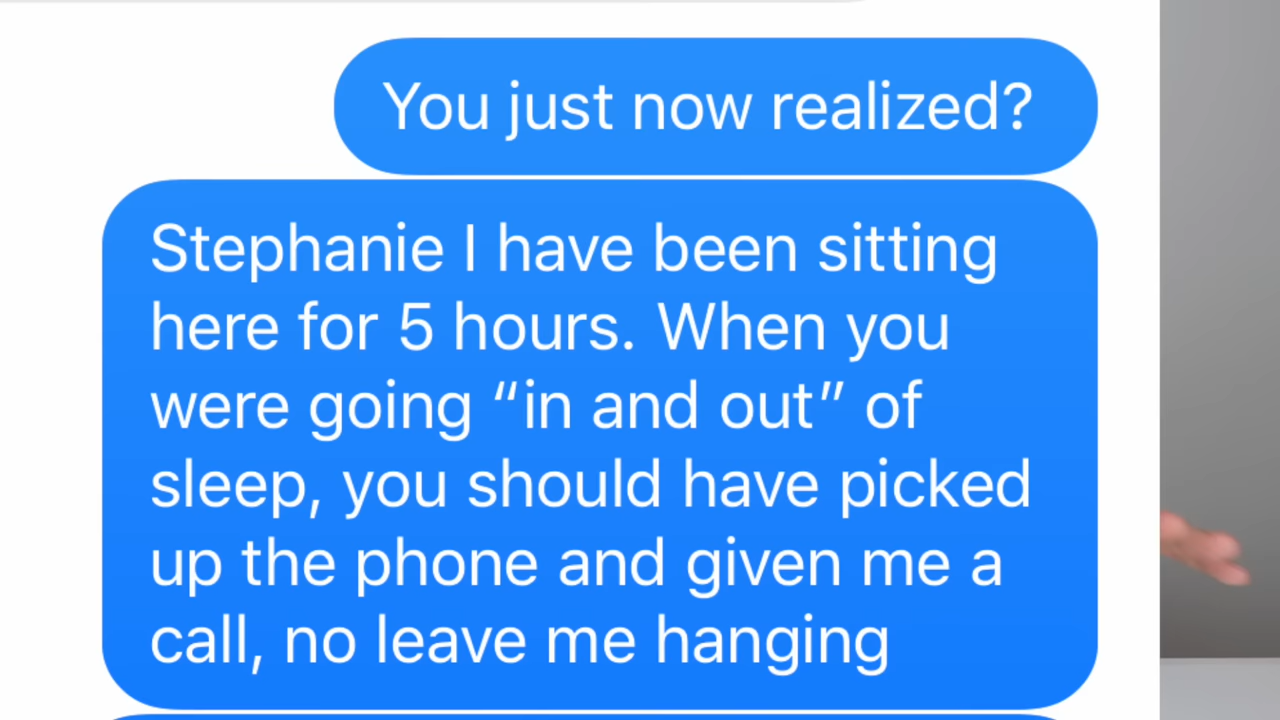 You just now realized?
Stephanie I have been sitting
here for 5 hours. When you
were going “in and out” of
sleep, you should have picked
up the phone and given me a
call, no leave me hanging